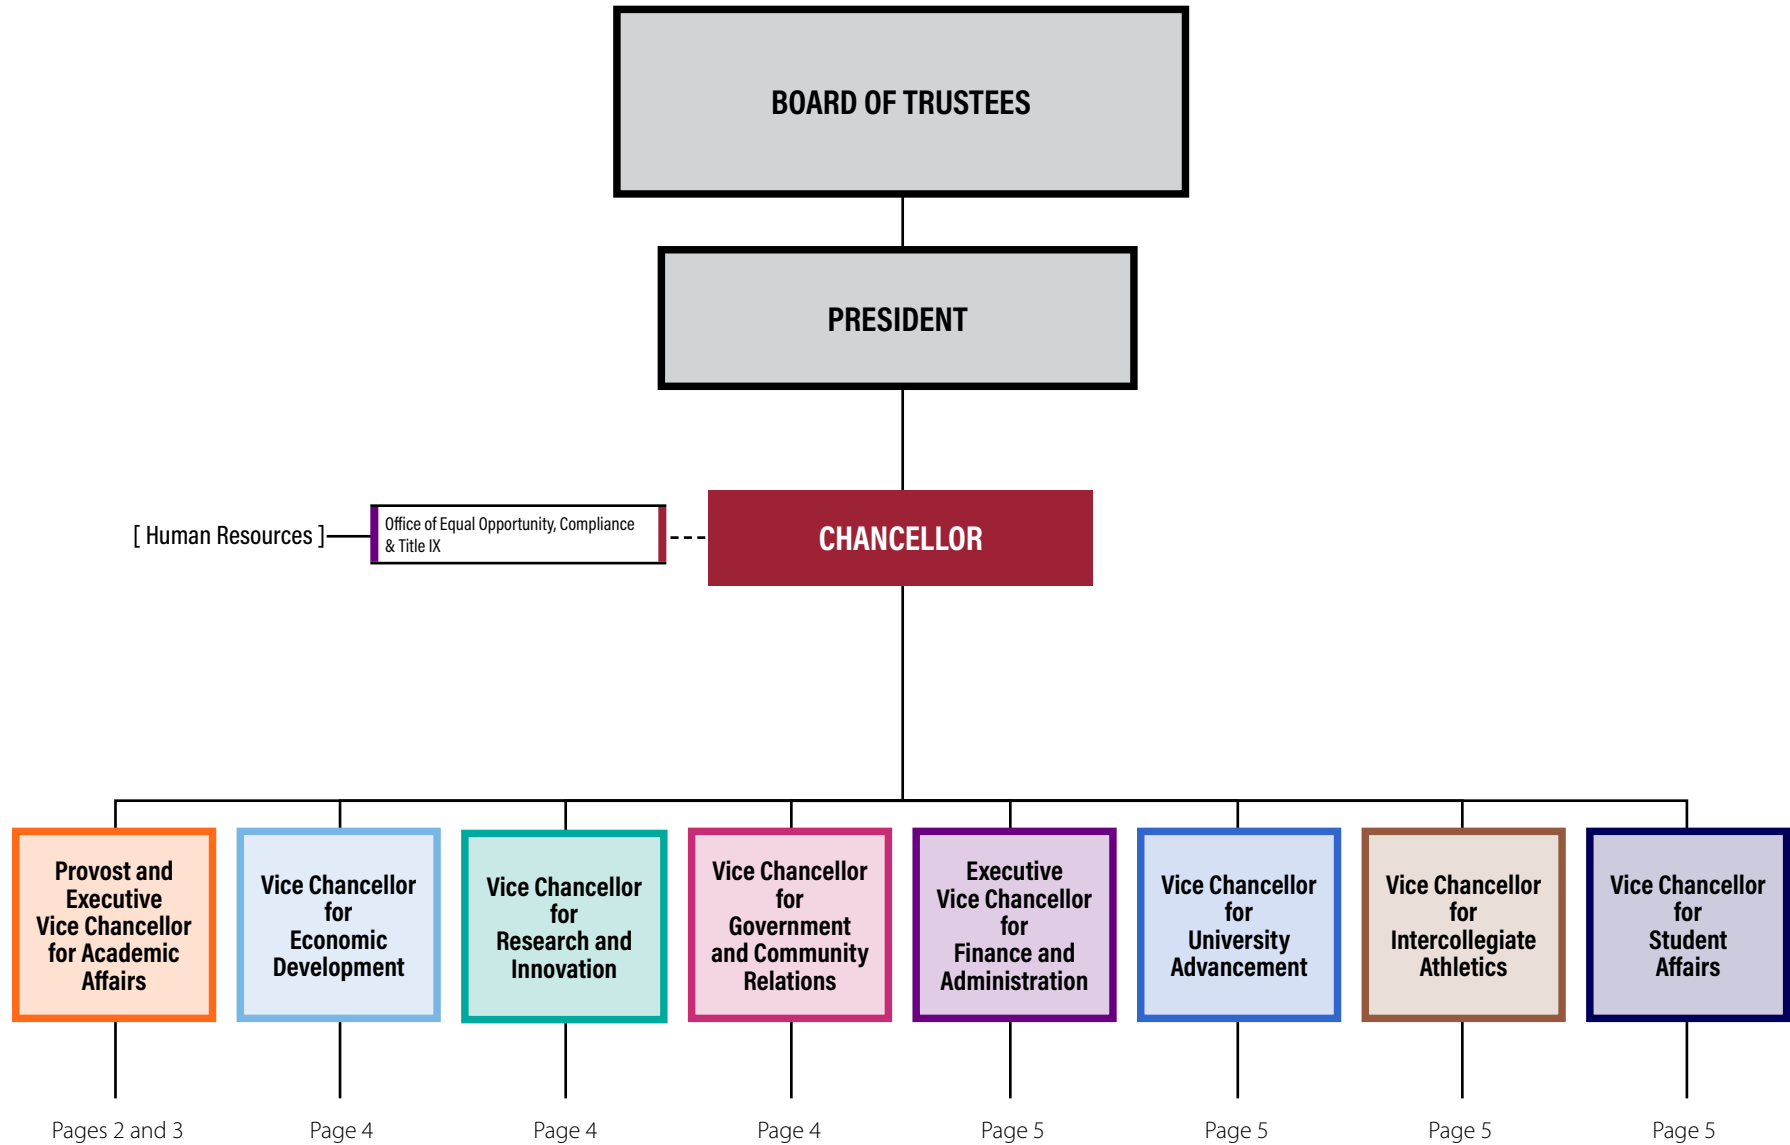 BOARD OF TRUSTEES
PRESIDENT
[ Human Resources ]
Office of Equal Opportunity, Compliance
& Title IX
CHANCELLOR
Provost and
Executive
Vice Chancellor
for Academic
Affairs
Vice Chancellor
for
Economic
Development
Vice Chancellor
for
Research and
Innovation
Vice Chancellor
for
Government
and Community
Relations
Executive
Vice Chancellor
for
Finance and
Administration
Vice Chancellor
for
University
Advancement
Vice Chancellor
for
Intercollegiate
Athletics
Vice Chancellor
for
Student
Affairs
Pages 2 and 3
Page 4
Page 4
Page 4
Page 5
Page 5
Page 5
Page 5